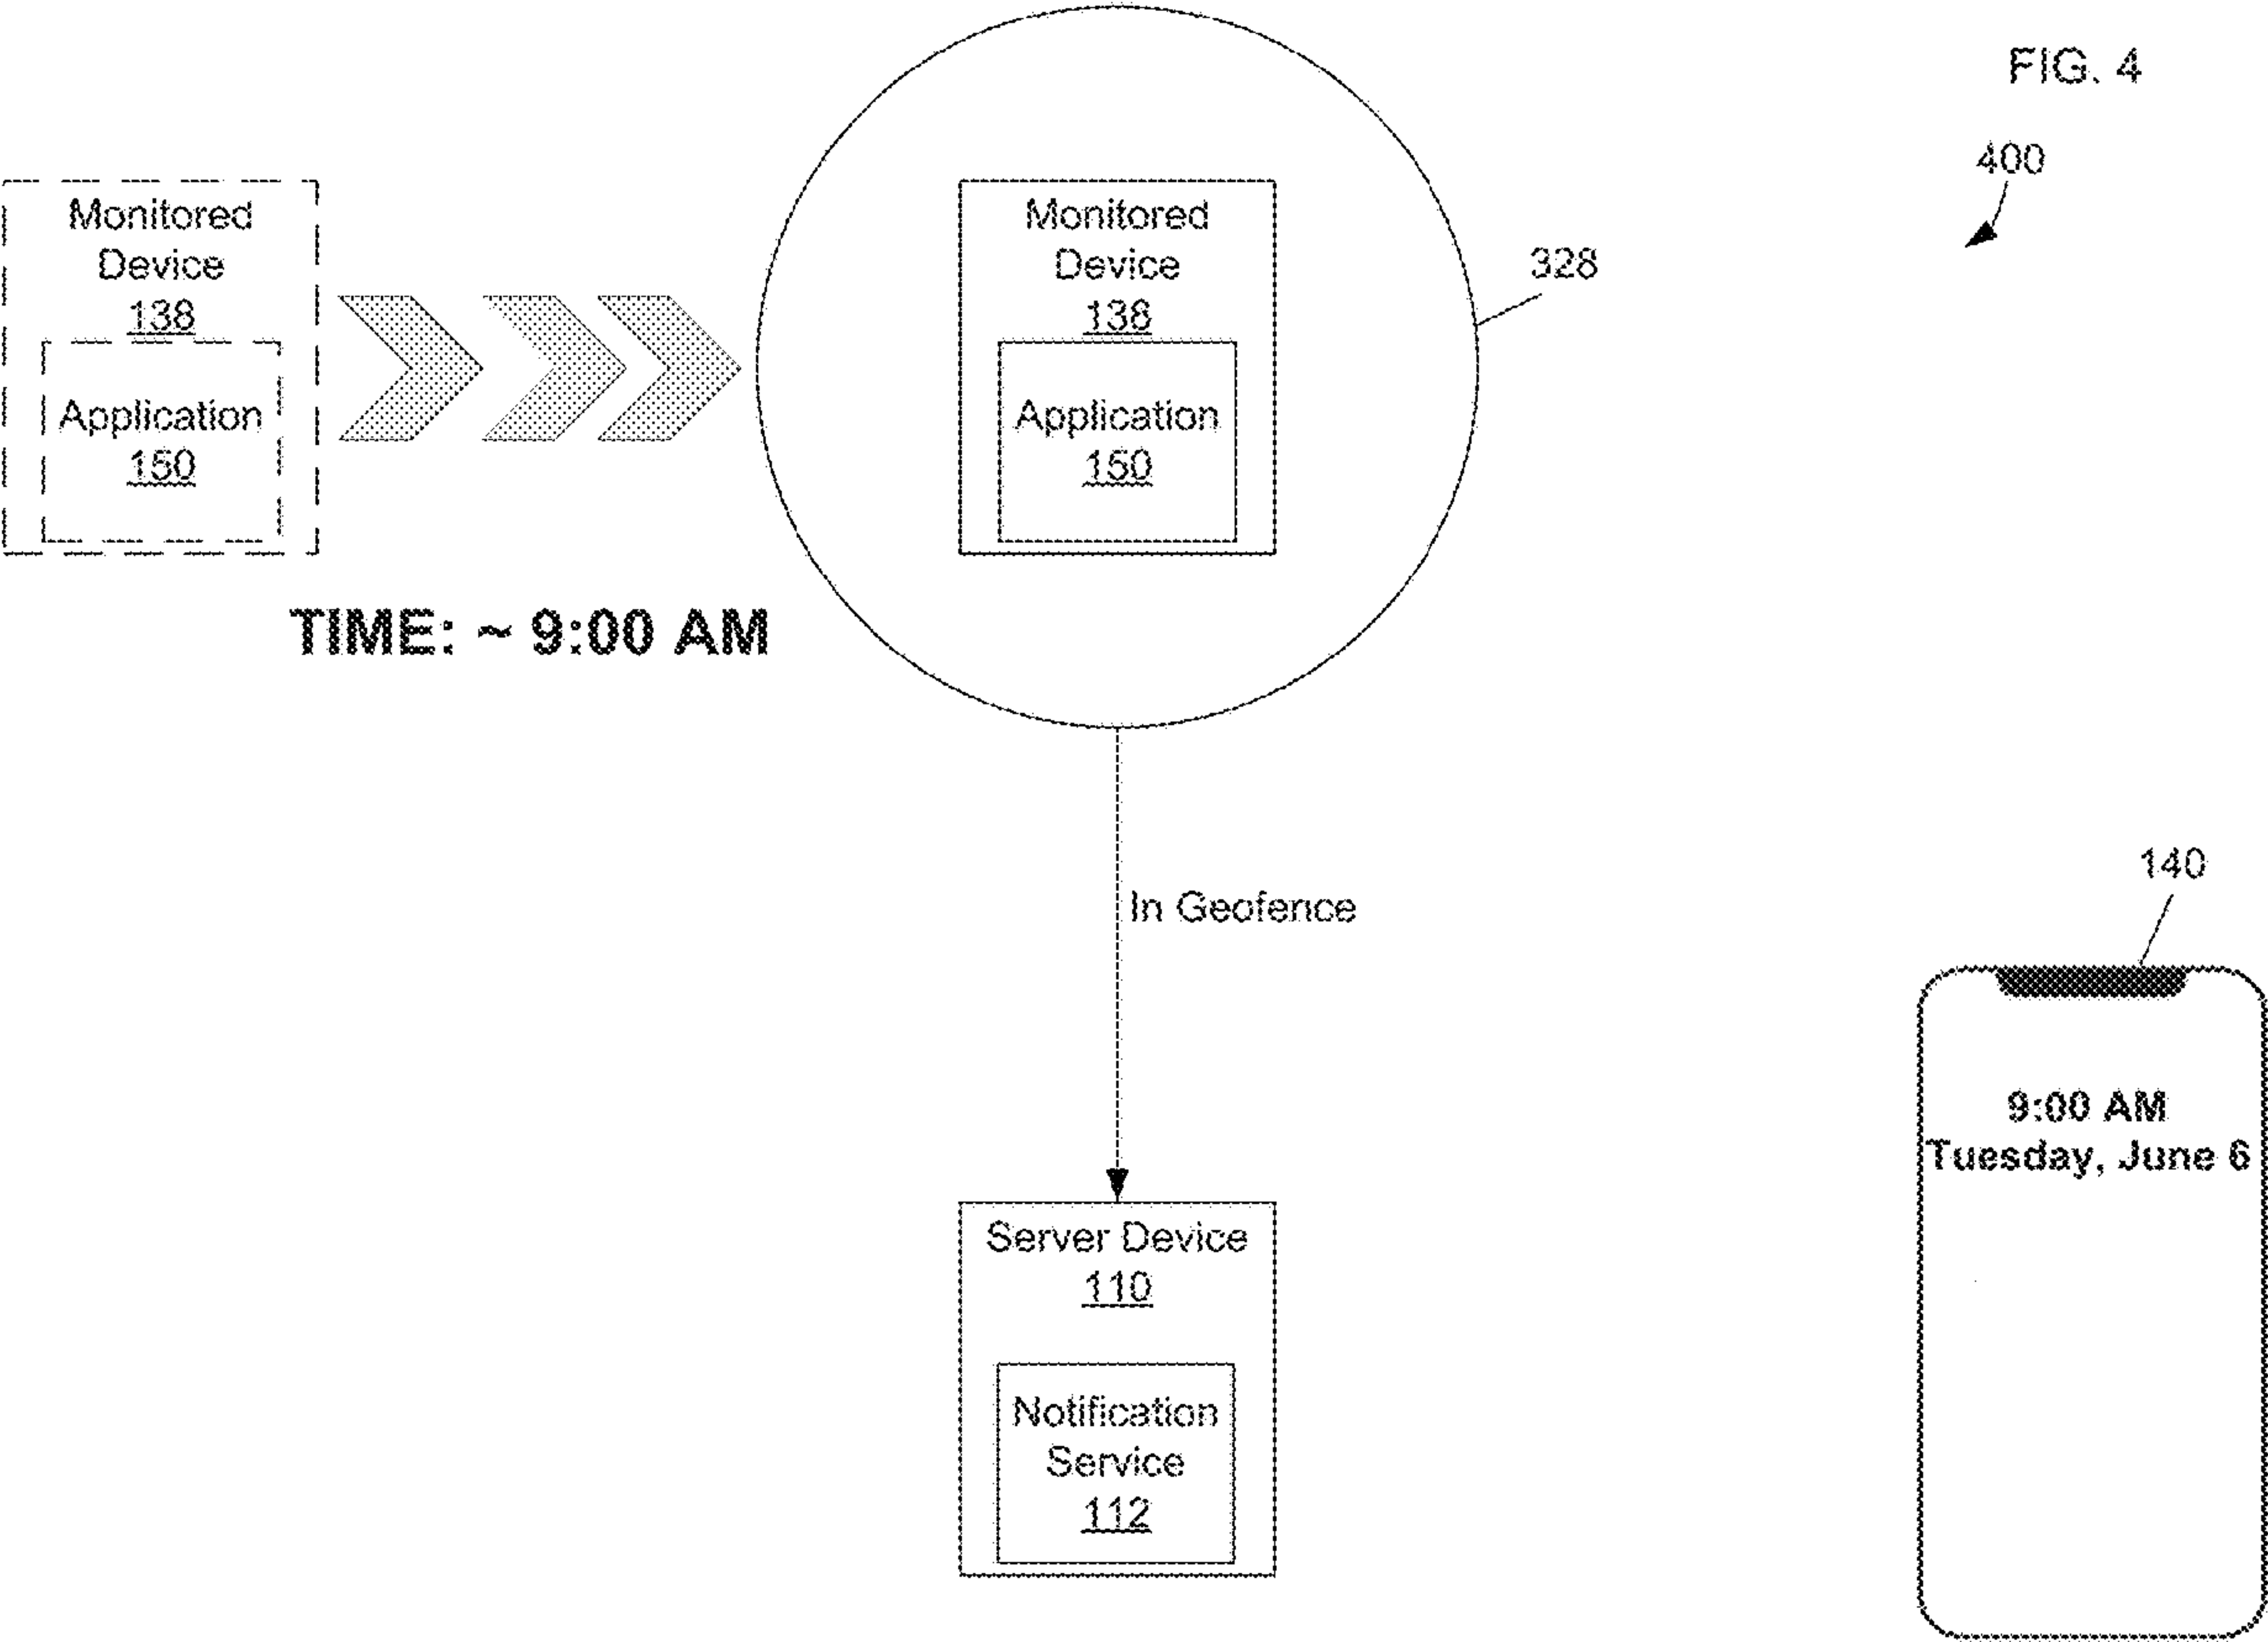 FIG. 4
400
Monitored
Device
138
Application
150
Monitored
Device
138
Application
150
328
TIME: ~ 9:00 AM
In Geofence
140
9:00 AM
Tuesday, June 6
Server Device
110
Notification
Service
112